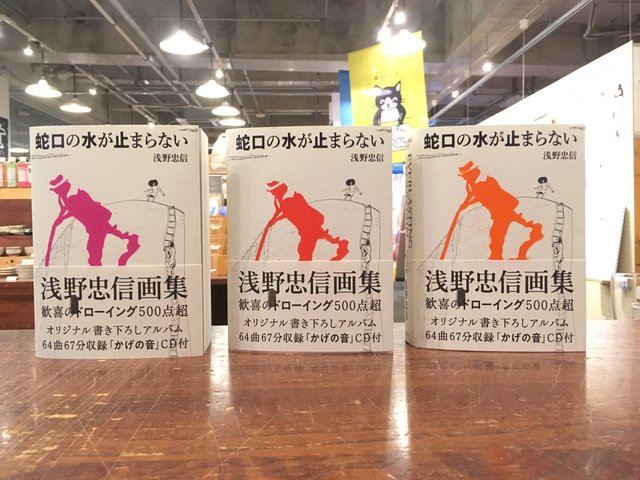 蛇口の水が止まらない
浅野忠信
浅野忠信画集
歓喜のドローイング500点超
オリジナル書き下ろしアルバム
64曲67分収録「かげの音」CD付
蛇口の水が止まらない
浅野忠信
浅野忠信画集
歓喜のドローイング500点超
オリジナル書き下ろしアルバム
64曲67分収録「かげの音」CD付
蛇口の水が止まらない
浅野忠信
浅野忠信画集
歓喜のドローイング500点超
オリジナル書き下ろしアルバム
64曲67分収録「かげの音」CD付